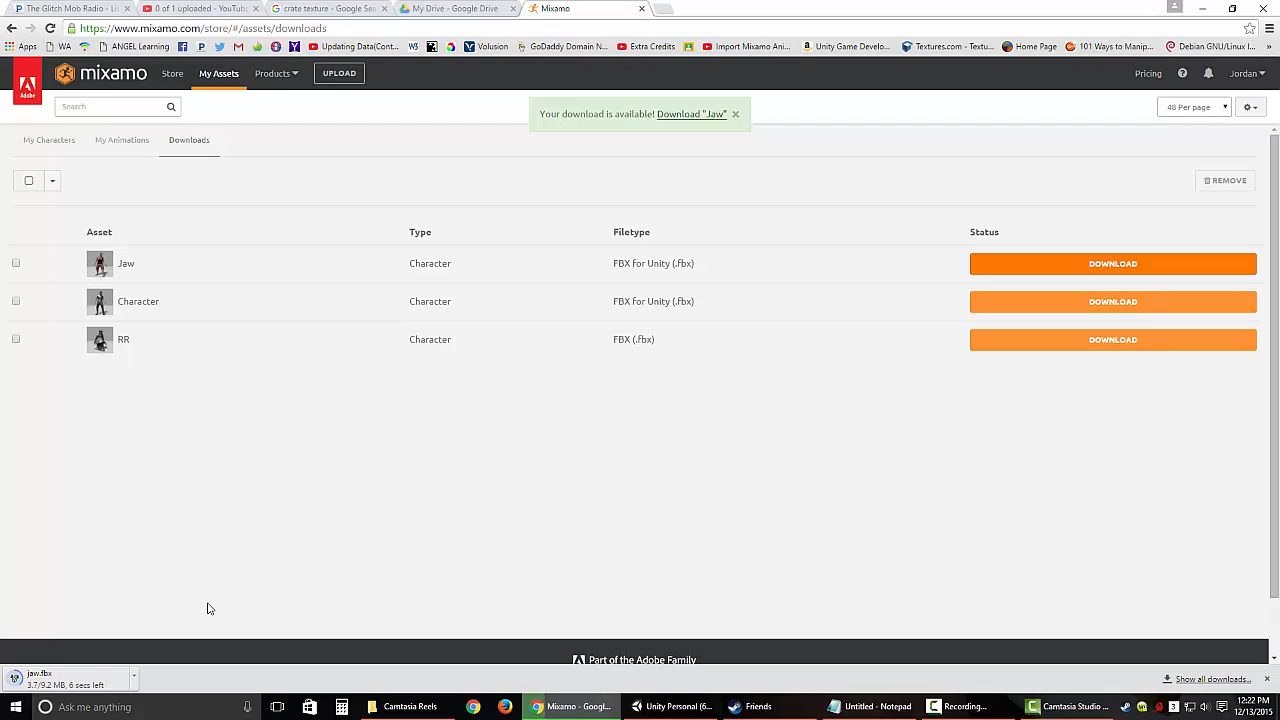 The Glitch Mob Radio - Lis
0 of 1 uploaded - YouTube
crate texture - Google Sea
My Drive - Google Drive
Mixamo
https://www.mixamo.com/store/#/assets/downloads
Apps
WA
ANGEL Learning
Updating Data(Cont...
Volusion
GoDaddy Domain N...
Extra Credits
Import Mixamo Ani...
Unity Game Develo...
Textures.com - Textu...
Home Page
101 Ways to Manip...
Debian GNU/Linux I...
Adobe
mixamo
Store
My Assets
Products
UPLOAD
Pricing
Jordan
Search
Your download is available! Download "Jaw"
48 Per page
My Characters
My Animations
Downloads
REMOVE
Asset Type Filetype Status
Jaw Character FBX for Unity (.fbx) DOWNLOAD
Character Character FBX for Unity (.fbx) DOWNLOAD
RR Character FBX (.fbx) DOWNLOAD
Part of the Adobe Family
jaw.fbx
3.7/9.2 MB, 6 secs left
Show all downloads...
Ask me anything
Camtasia Reels
Mixamo - Googl...
Unity Personal (6...
Friends
Untitled - Notepad
Recording...
Camtasia Studio ...
12:22 PM
12/13/2015